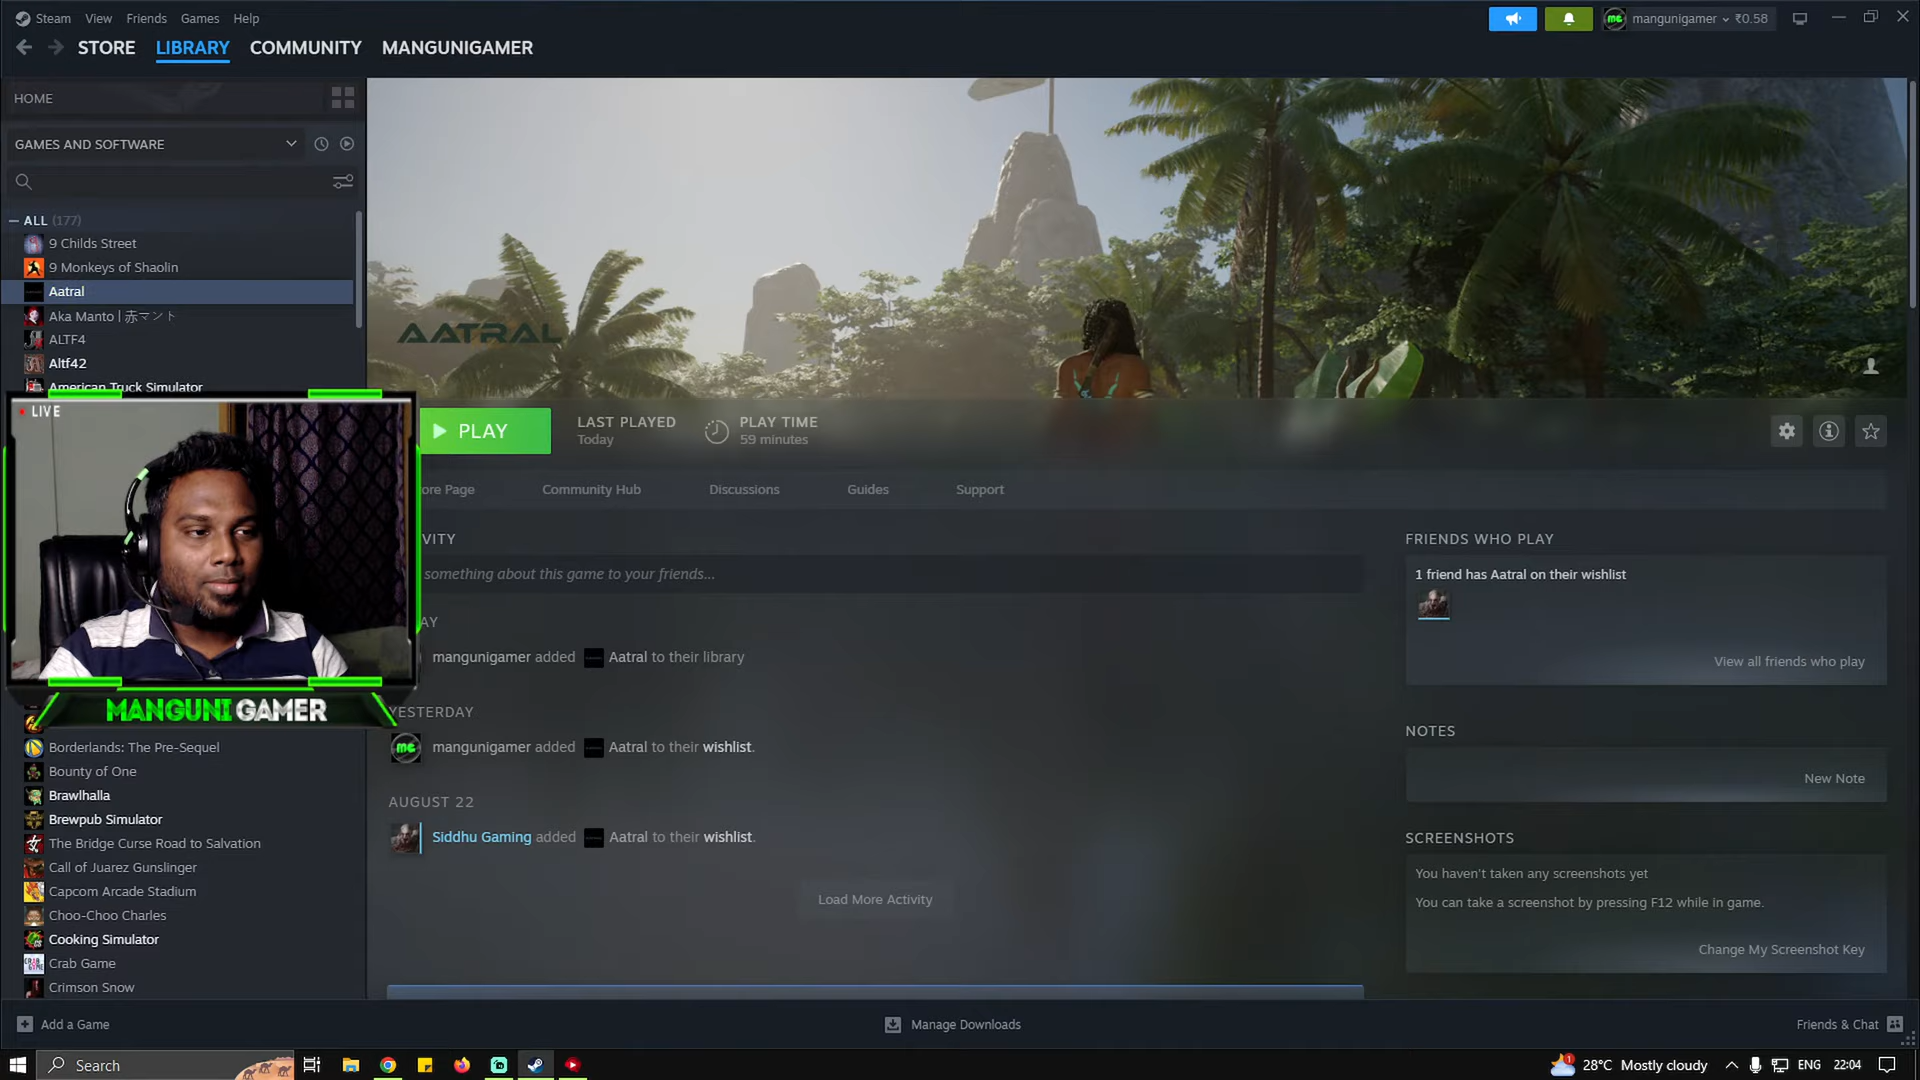 Steam View Friends Games Help
mangunigamer ₹0.58
STORE LIBRARY COMMUNITY MANGUNIGAMER
HOME
GAMES AND SOFTWARE
ALL (177)
9 Childs Street
9 Monkeys of Shaolin
Aatral
Aka Manto | 赤マント
ALTF4
Altf42
American Truck Simulator
LIVE
MANGUNI GAMER
Borderlands: The Pre-Sequel
Bounty of One
Brawlhalla
Brewpub Simulator
The Bridge Curse Road to Salvation
Call of Juarez Gunslinger
Capcom Arcade Stadium
Choo-Choo Charles
Cooking Simulator
Crab Game
Crimson Snow
AATRAL
PLAY
LAST PLAYED
Today
PLAY TIME
59 minutes
ore Page Community Hub Discussions Guides Support
VITY
something about this game to your friends...
AY
mangunigamer added Aatral to their library
YESTERDAY
MG mangunigamer added Aatral to their wishlist.
AUGUST 22
Siddhu Gaming added Aatral to their wishlist.
Load More Activity
FRIENDS WHO PLAY
1 friend has Aatral on their wishlist
View all friends who play
NOTES
New Note
SCREENSHOTS
You haven't taken any screenshots yet
You can take a screenshot by pressing F12 while in game.
Change My Screenshot Key
Add a Game Manage Downloads Friends & Chat
Search 1 28°C Mostly cloudy ENG 22:04